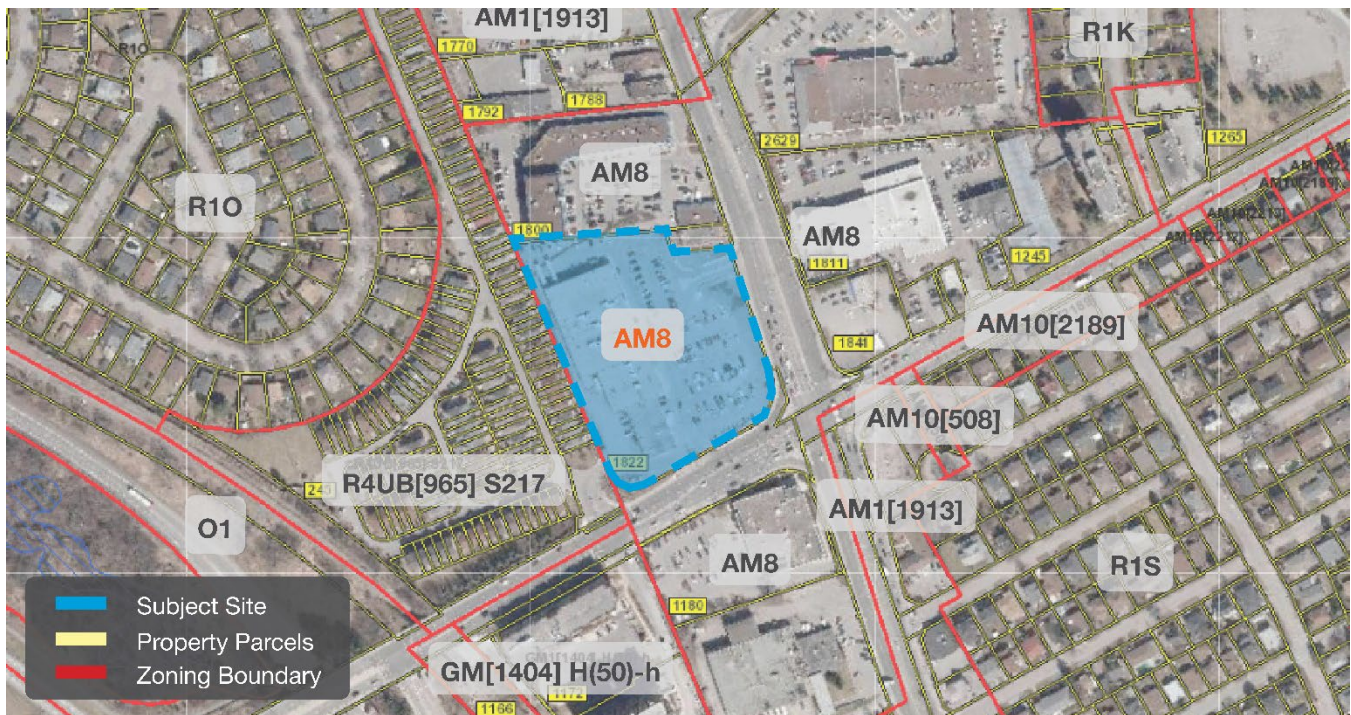 AM1[1913]
R1K
R1O
1770
1792
1788
2629
1265
AM8
R1O
1800
AM8
1811
1245
AM10[2189]
AM8
1841
AM10[508]
1822
R4UB[965] S217
AM1[1913]
O1
AM8
R1S
1180
GM[1404] H(50)-h
1172
1166
Subject Site
Property Parcels
Zoning Boundary